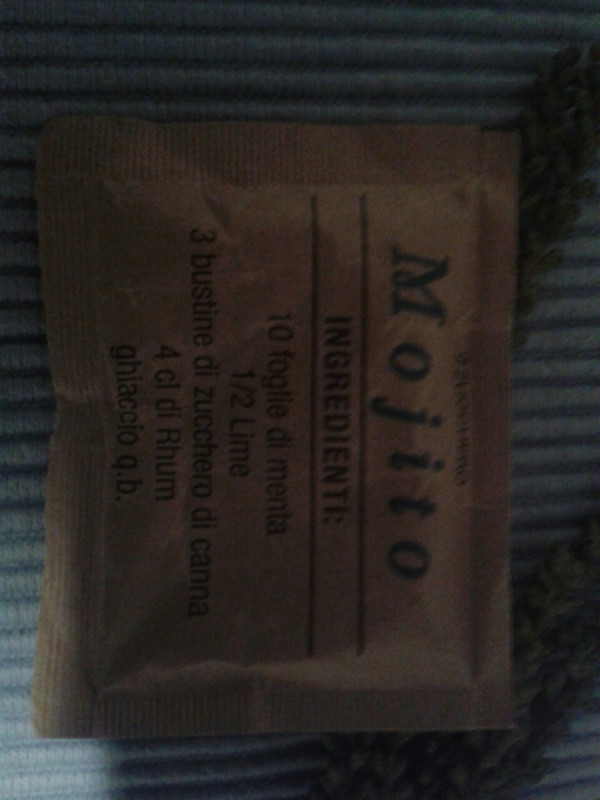 Mojito
INGREDIENTI:
10 foglie di menta
1/2 Lime
3 bustine di zucchero di canna
4 cl di Rhum
ghiaccio q.b.